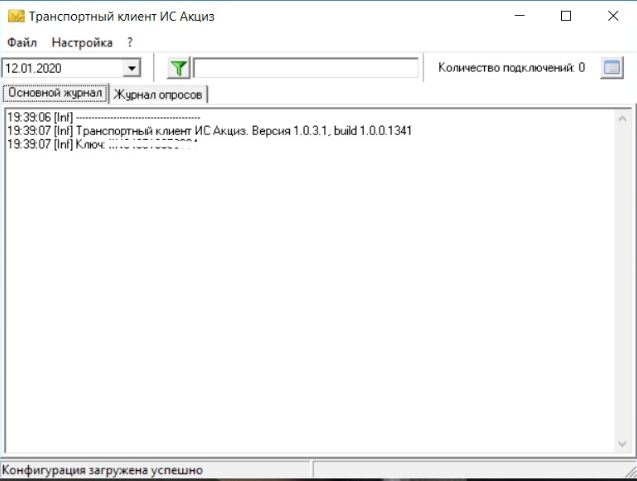 Транспортный клиент ИС Акциз
Файл Настройка ?
12.01.2020 Количество подключений: 0
Основной журнал Журнал опросов
19:39:06 [Inf] ----------------------------------------
19:39:07 [Inf] Транспортный клиент ИС Акциз. Версия 1.0.3.1, build 1.0.0.1341
19:39:07 [Inf] Ключ:
Конфигурация загружена успешно